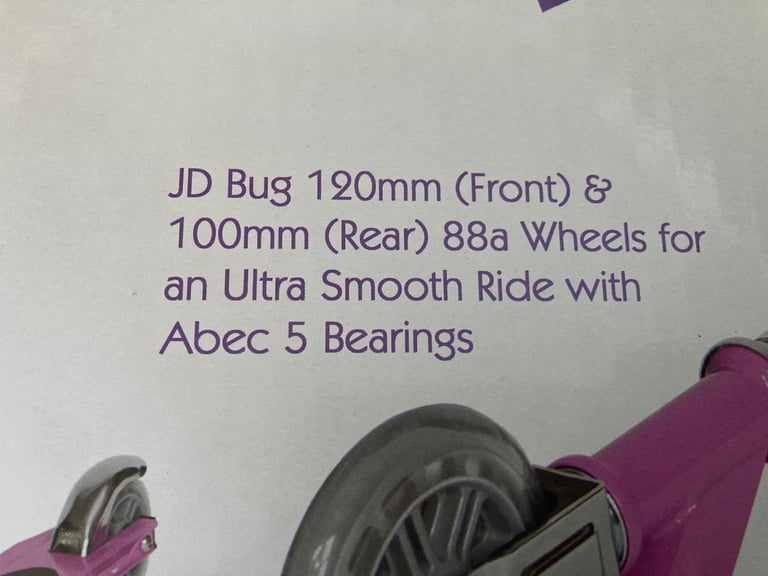 JD Bug 120mm (Front) &
100mm (Rear) 88a Wheels for
an Ultra Smooth Ride with
Abec 5 Bearings